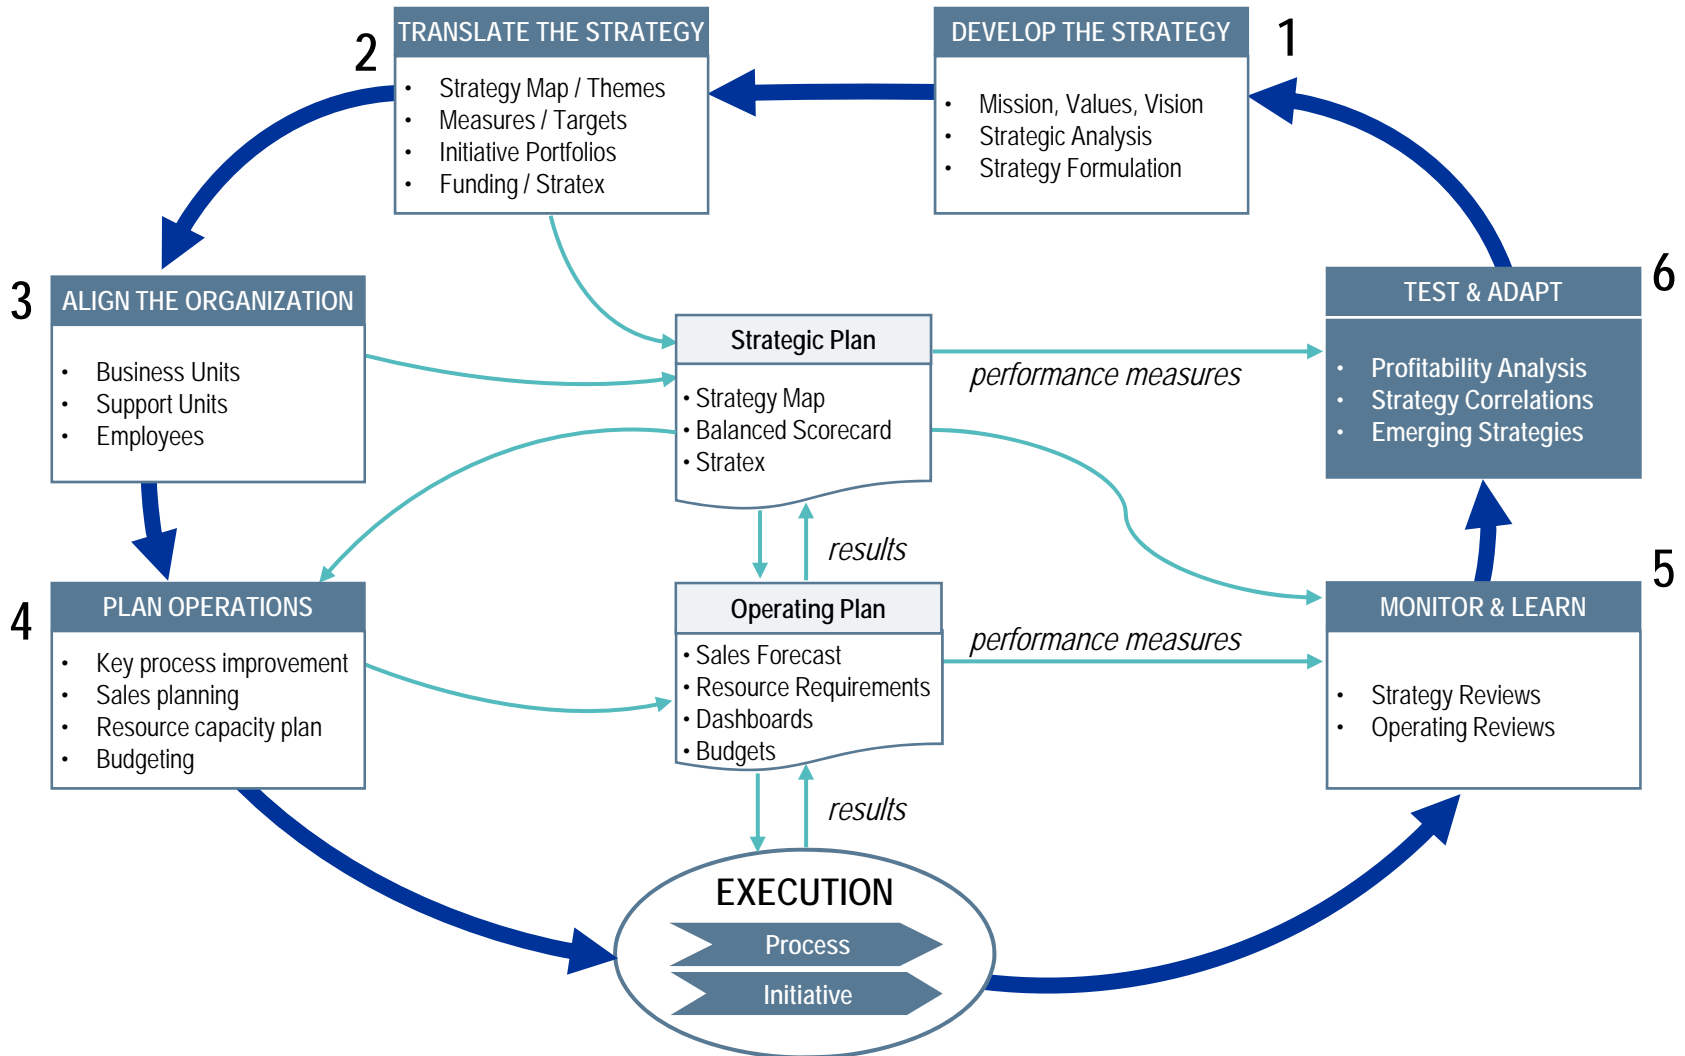 1
DEVELOP THE STRATEGY
• Mission, Values, Vision
• Strategic Analysis
• Strategy Formulation
2
TRANSLATE THE STRATEGY
• Strategy Map / Themes
• Measures / Targets
• Initiative Portfolios
• Funding / Stratex
3
ALIGN THE ORGANIZATION
• Business Units
• Support Units
• Employees
4
PLAN OPERATIONS
• Key process improvement
• Sales planning
• Resource capacity plan
• Budgeting
Strategic Plan
• Strategy Map
• Balanced Scorecard
• Stratex
performance measures
results
Operating Plan
• Sales Forecast
• Resource Requirements
• Dashboards
• Budgets
performance measures
results
EXECUTION
Process
Initiative
5
MONITOR & LEARN
• Strategy Reviews
• Operating Reviews
6
TEST & ADAPT
• Profitability Analysis
• Strategy Correlations
• Emerging Strategies